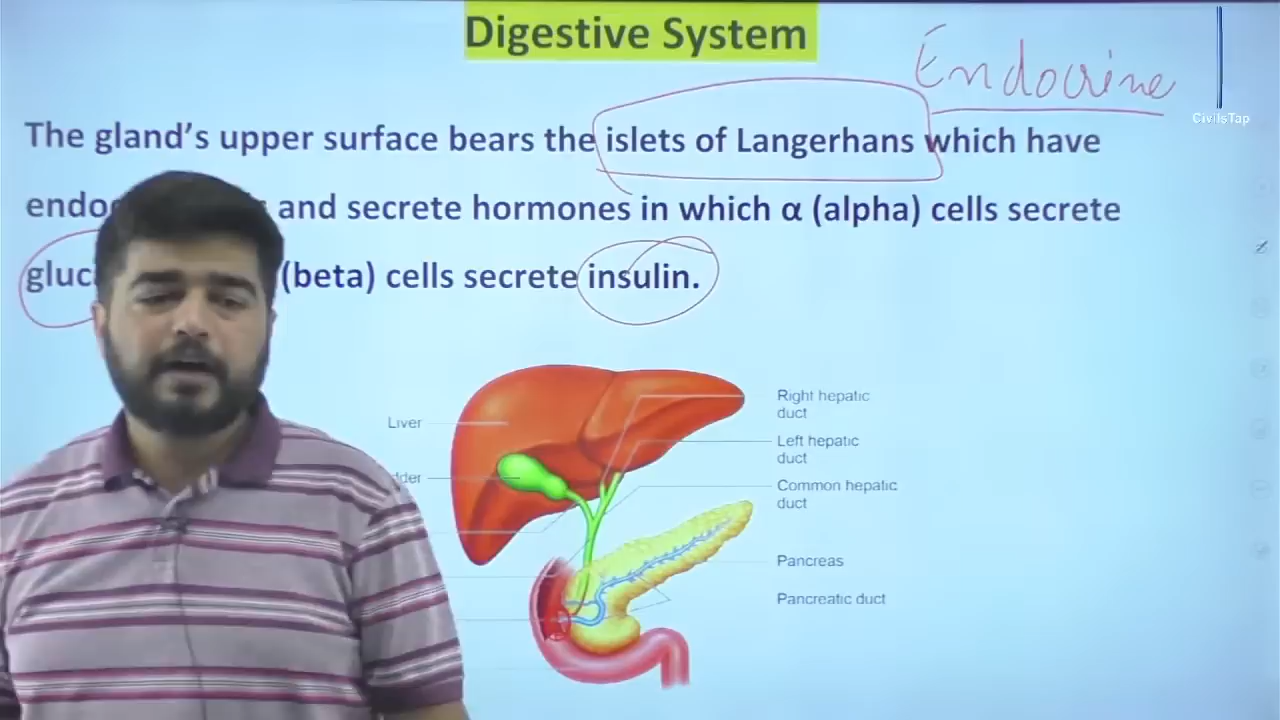 Digestive System
Endocrine
CivilsTap
The gland's upper surface bears the islets of Langerhans which have
and secrete hormones in which α (alpha) cells secrete
(beta) cells secrete insulin.
Right hepatic
duct
Liver
Left hepatic
duct
Common hepatic
duct
Pancreas
Pancreatic duct